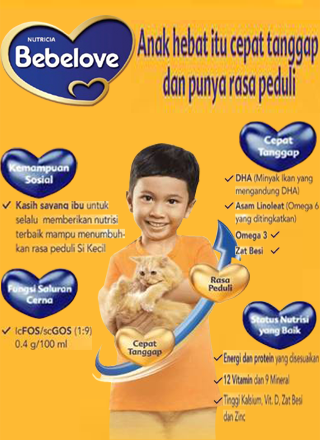 NUTRICIA
Bebelove
Anak hebat itu cepat tanggap
dan punya rasa peduli
Kemampuan
Sosial
✓ Kasih sayang ibu untuk
selalu memberikan nutrisi
terbaik mampu menumbuh-
kan rasa peduli Si Kecil
Fungsi Saluran
Cerna
✓ lcFOS/scGOS (1:9)
0.4 g/100 ml
Cepat
Tanggap
✓ DHA (Minyak Ikan yang
mengandung DHA)
✓ Asam Linoleat (Omega 6
yang ditingkatkan)
Omega 3 ✓
Zat Besi ✓
Rasa
Peduli
Cepat
Tanggap
Status Nutrisi
yang Baik
✓ Energi dan protein yang disesuaikan
✓ 12 Vitamin dan 9 Mineral
✓ Tinggi Kalsium, Vit. D, Zat Besi
dan Zinc